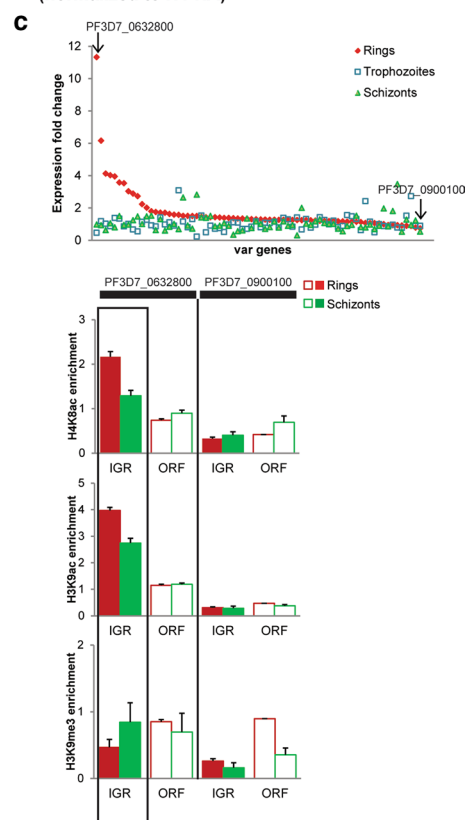 c
PF3D7_0632800
12
10
8
6
4
2
0
Expression fold change
Rings
Trophozoites
Schizonts
PF3D7_0900100
var genes
PF3D7_0632800 PF3D7_0900100
Rings
Schizonts
H4K8ac enrichment
3
2
1
0
IGR ORF IGR ORF
H3K9ac enrichment
5
4
3
2
1
0
IGR ORF IGR ORF
H3K9me3 enrichment
2
1
0
IGR ORF IGR ORF